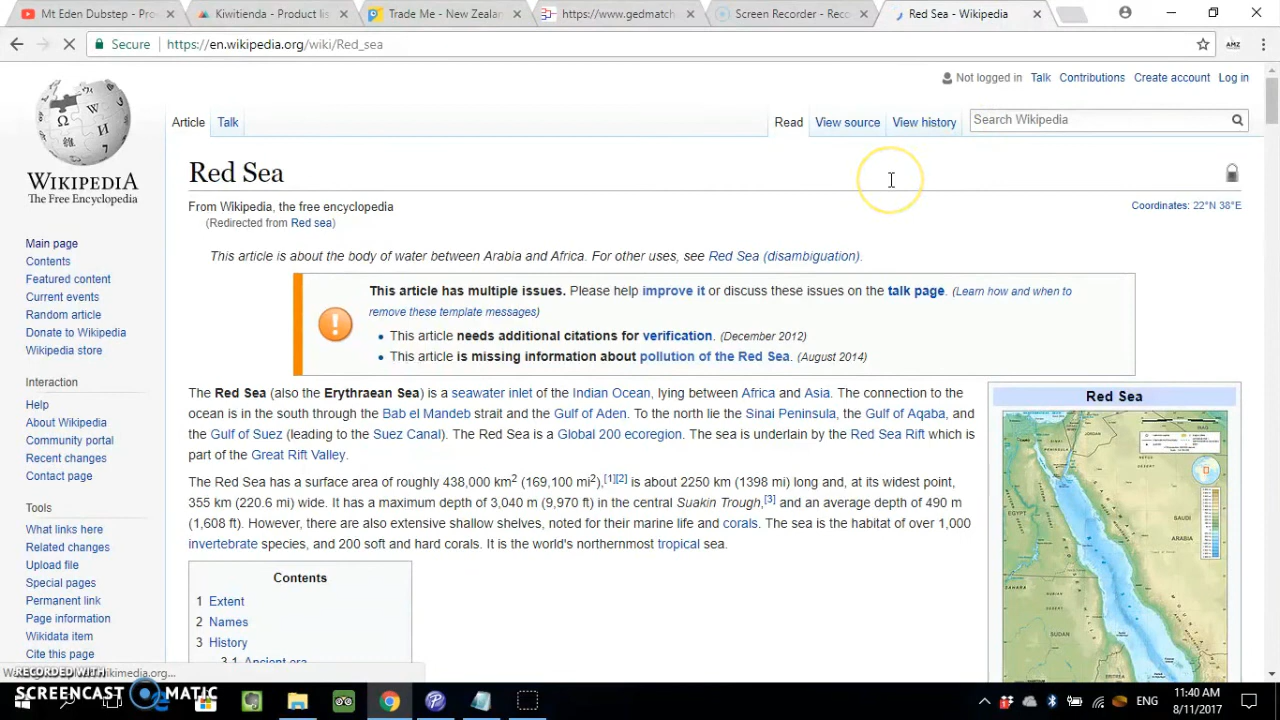 Mt Eden Dubstep - Pro
Kiwitienda - Product lis
Trade Me - New Zealan
https://www.gedmatch
Screen Recorder - Reco
Red Sea - Wikipedia
Secure
https://en.wikipedia.org/wiki/Red_sea
AMZ
Not logged in Talk Contributions Create account Log in
Article Talk
Read View source View history
Search Wikipedia
WIKIPEDIA
The Free Encyclopedia
Main page
Contents
Featured content
Current events
Random article
Donate to Wikipedia
Wikipedia store
Interaction
Help
About Wikipedia
Community portal
Recent changes
Contact page
Tools
What links here
Related changes
Upload file
Special pages
Permanent link
Page information
Wikidata item
Cite this page
Red Sea
From Wikipedia, the free encyclopedia
Coordinates: 22°N 38°E
(Redirected from Red sea)
This article is about the body of water between Arabia and Africa. For other uses, see Red Sea (disambiguation).
This article has multiple issues. Please help improve it or discuss these issues on the talk page. (Learn how and when to
remove these template messages)
• This article needs additional citations for verification. (December 2012)
• This article is missing information about pollution of the Red Sea. (August 2014)
The Red Sea (also the Erythraean Sea) is a seawater inlet of the Indian Ocean, lying between Africa and Asia. The connection to the
ocean is in the south through the Bab el Mandeb strait and the Gulf of Aden. To the north lie the Sinai Peninsula, the Gulf of Aqaba, and
the Gulf of Suez (leading to the Suez Canal). The Red Sea is a Global 200 ecoregion. The sea is underlain by the Red Sea Rift which is
part of the Great Rift Valley.
The Red Sea has a surface area of roughly 438,000 km2 (169,100 mi2),[1][2] is about 2250 km (1398 mi) long and, at its widest point,
355 km (220.6 mi) wide. It has a maximum depth of 3,040 m (9,970 ft) in the central Suakin Trough,[3] and an average depth of 490 m
(1,608 ft). However, there are also extensive shallow shelves, noted for their marine life and corals. The sea is the habitat of over 1,000
invertebrate species, and 200 soft and hard corals. It is the world's northernmost tropical sea.
Contents
1 Extent
2 Names
3 History
3.1 Ancient era
Red Sea
EGYPT
SAUDI
ARABIA
SUDAN
ERITREA
kimedia.org...
RECORDED WITH
SCREENCAST MATIC
ENG
11:40 AM
8/11/2017